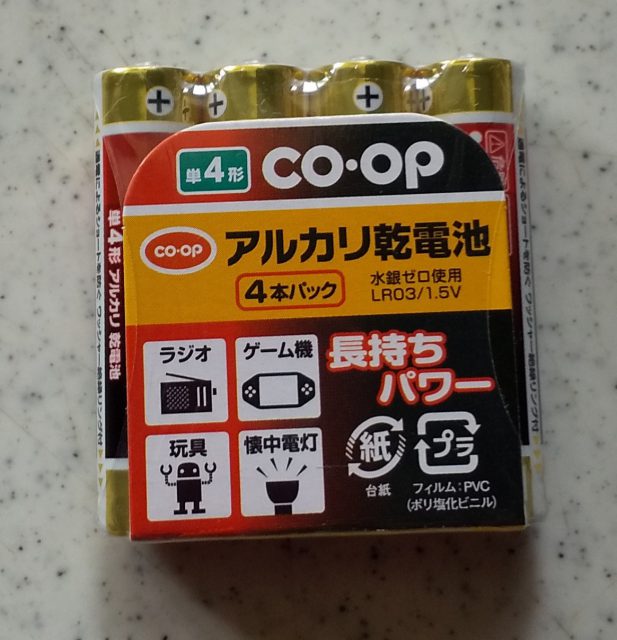 単4形 CO・OP
co・op アルカリ乾電池
4本パック
水銀ゼロ使用
LR03/1.5V
ラジオ
ゲーム機
長持ち
パワー
玩具
懐中電灯
紙
台紙
プラ
フィルム:PVC
(ポリ塩化ビニル)
単4形 アルカリ乾電池